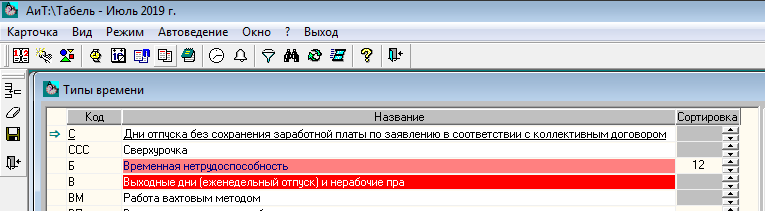 АиТ:\Табель - Июль 2019 г.
Карточка Вид Режим Автоведение Окно ? Выход
Типы времени
Код Название Сортировка
С Дни отпуска без сохранения заработной платы по заявлению в соответствии с коллективным договором
ССС Сверхурочка
Б Временная нетрудоспособность 12
В Выходные дни (еженедельный отпуск) и нерабочие пра
ВМ Работа вахтовым методом